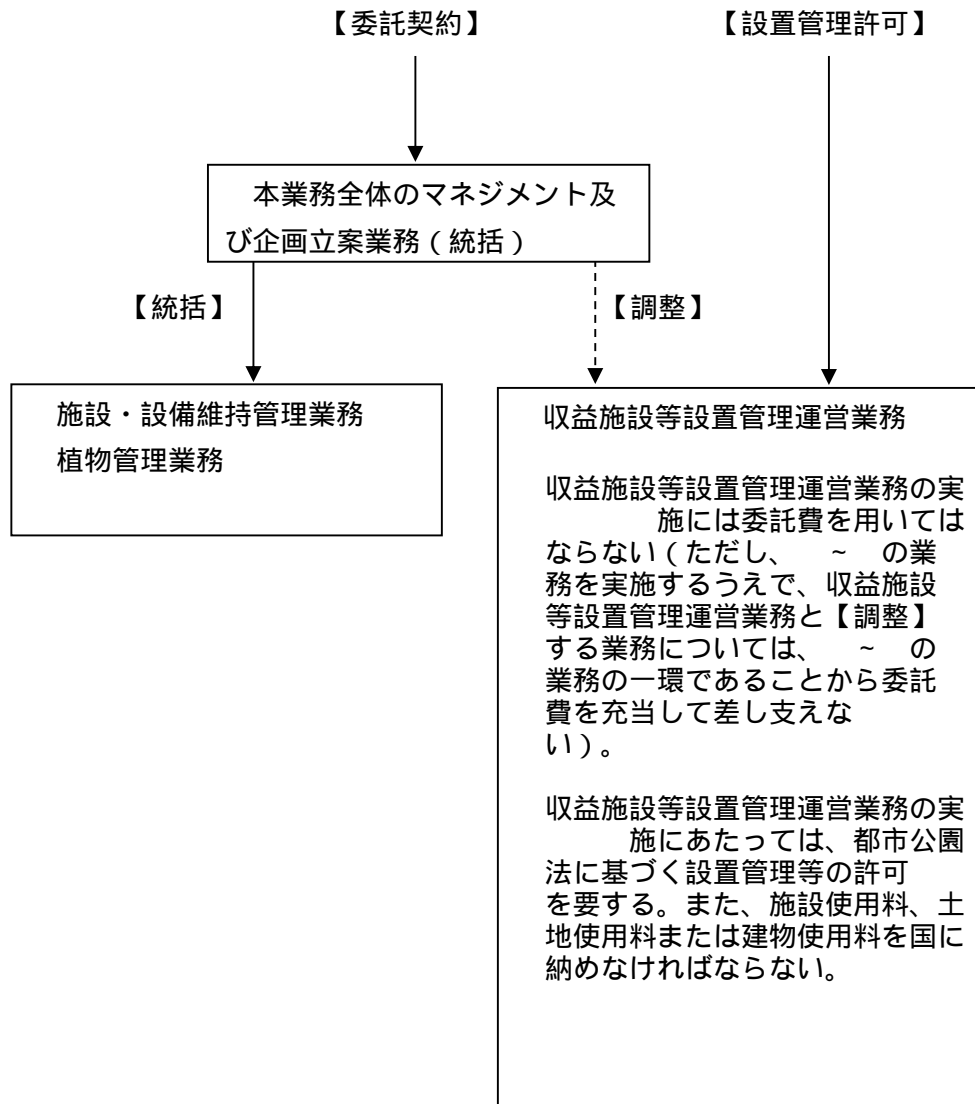 【委託契約】
【設置管理許可】
本業務全体のマネジメント及
び企画立案業務(統括)
【統括】
【調整】
施設・設備維持管理業務
植物管理業務
収益施設等設置管理運営業務
収益施設等設置管理運営業務の実
施には委託費を用いては
ならない(ただし、 ~ の業
務を実施するうえで、収益施設
等設置管理運営業務と【調整】
する業務については、 ~ の
業務の一環であることから委託
費を充当して差し支えな
い)。
収益施設等設置管理運営業務の実
施にあたっては、都市公園
法に基づく設置管理等の許可
を要する。また、施設使用料、土
地使用料または建物使用料を国に
納めなければならない。